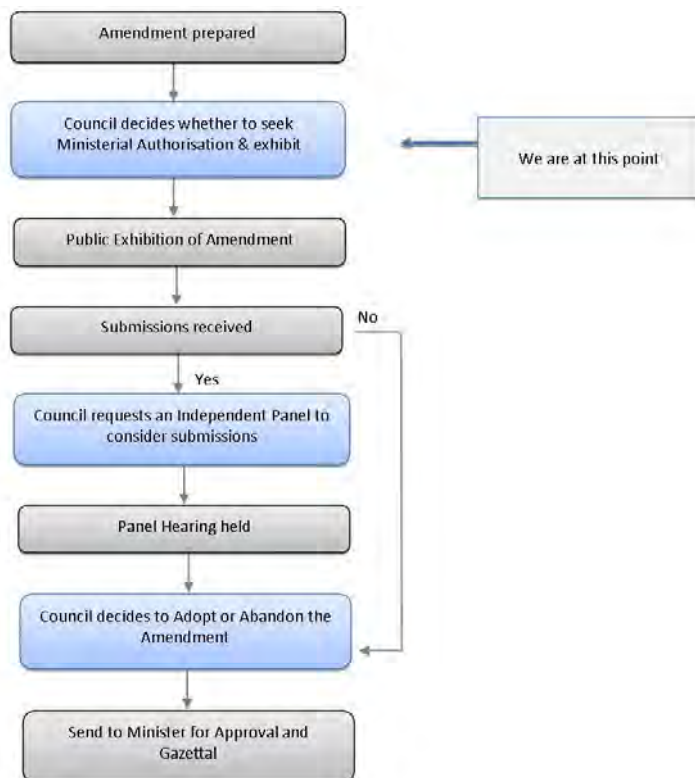 Amendment prepared
Council decides whether to seek
Ministerial Authorisation & exhibit
We are at this point
Public Exhibition of Amendment
Submissions received
No
Yes
Council requests an Independent Panel to
consider submissions
Panel Hearing held
Council decides to Adopt or Abandon the
Amendment
Send to Minister for Approval and
Gazettal